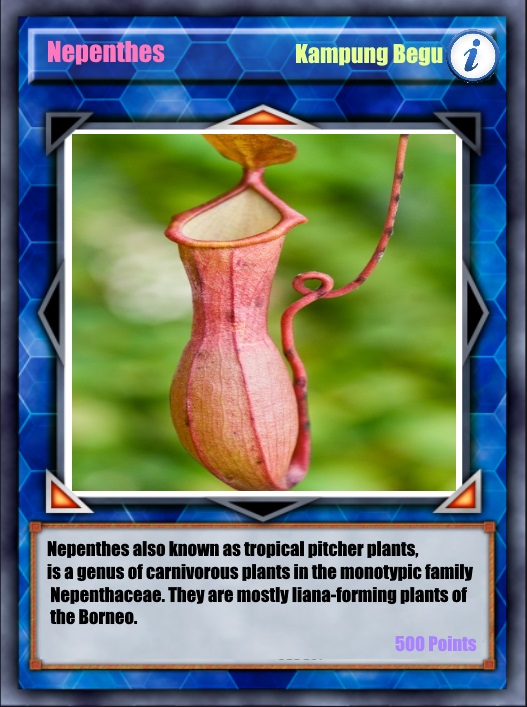 Nepenthes
Kampung Begu
i
Nepenthes also known as tropical pitcher plants,
is a genus of carnivorous plants in the monotypic family
Nepenthaceae. They are mostly liana-forming plants of
the Borneo.
500 Points